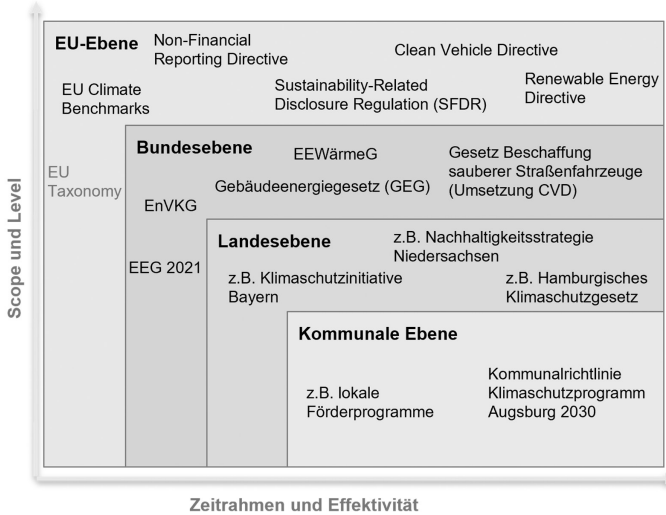 EU-Ebene
Non-Financial
Reporting Directive
Clean Vehicle Directive
EU Climate
Benchmarks
Sustainability-Related
Disclosure Regulation (SFDR)
Renewable Energy
Directive
EU
Taxonomy
Bundesebene
EEWärmeG
Gesetz Beschaffung
sauberer Straßenfahrzeuge
(Umsetzung CVD)
Gebäudeenergiegesetz (GEG)
EnVKG
EEG 2021
Landesebene
z.B. Nachhaltigkeitsstrategie
Niedersachsen
z.B. Klimaschutzinitiative
Bayern
z.B. Hamburgisches
Klimaschutzgesetz
Kommunale Ebene
z.B. lokale
Förderprogramme
Kommunalrichtlinie
Klimaschutzprogramm
Augsburg 2030
Scope und Level
Zeitrahmen und Effektivität